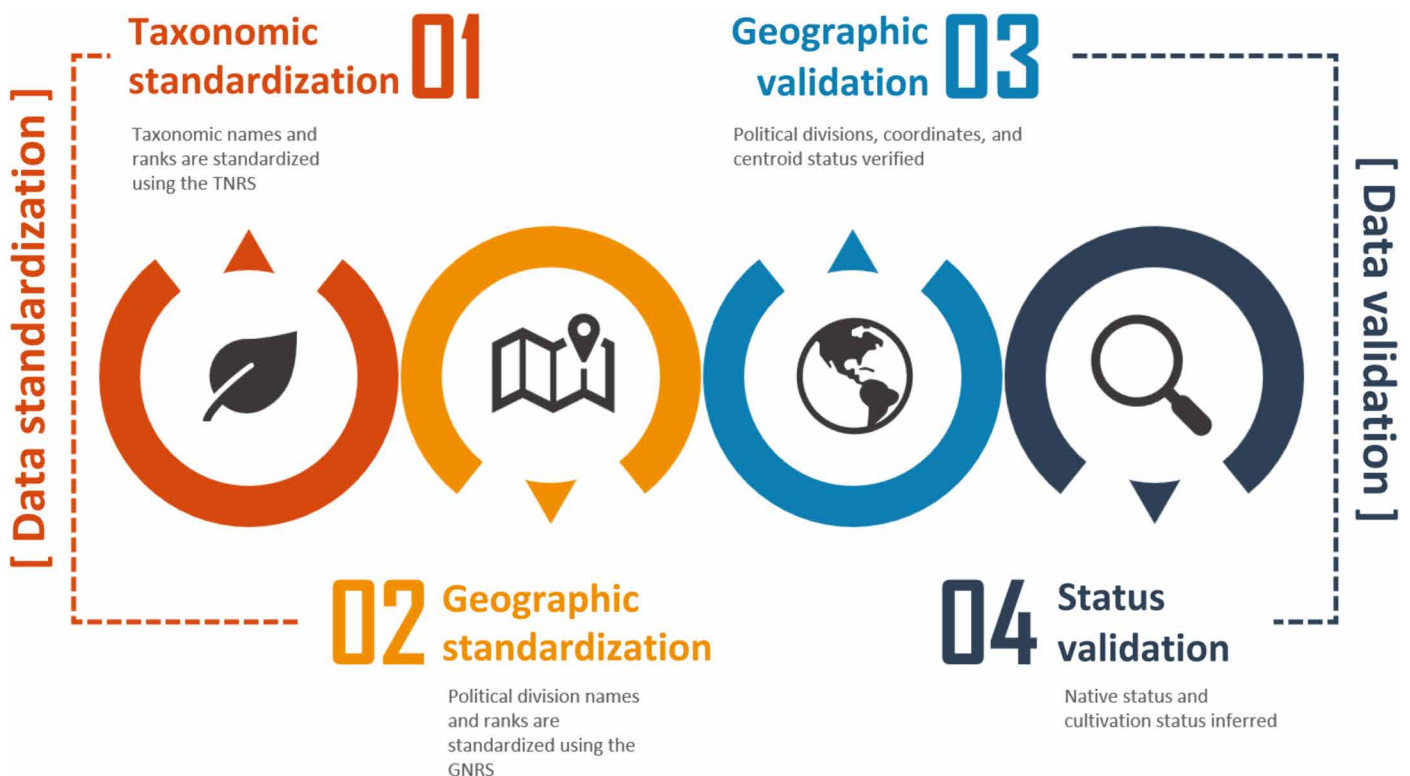 [ Data standardization ]
Taxonomic
standardization
01
Taxonomic names and
ranks are standardized
using the TNRS
02
Geographic
standardization
Political division names
and ranks are
standardized using the
GNRS
Geographic
validation
03
Political divisions, coordinates, and
centroid status verified
04
Status
validation
Native status and
cultivation status inferred
[ Data validation ]